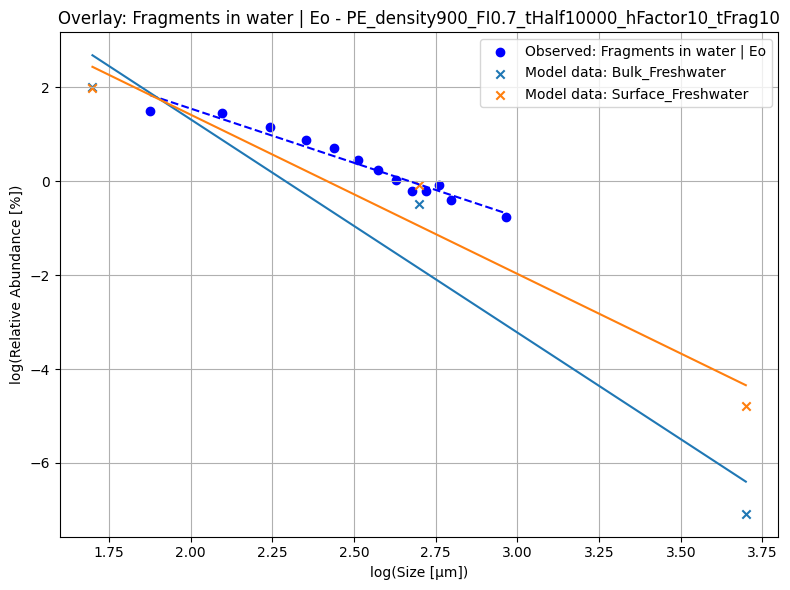 Overlay: Fragments in water | Eo - PE_density900_FI0.7_tHalf10000_hFactor10_tFrag10
Observed: Fragments in water | Eo
Model data: Bulk_Freshwater
Model data: Surface_Freshwater
log(Relative Abundance [%])
2
0
−2
−4
−6
1.75
2.00
2.25
2.50
2.75
3.00
3.25
3.50
3.75
log(Size [µm])